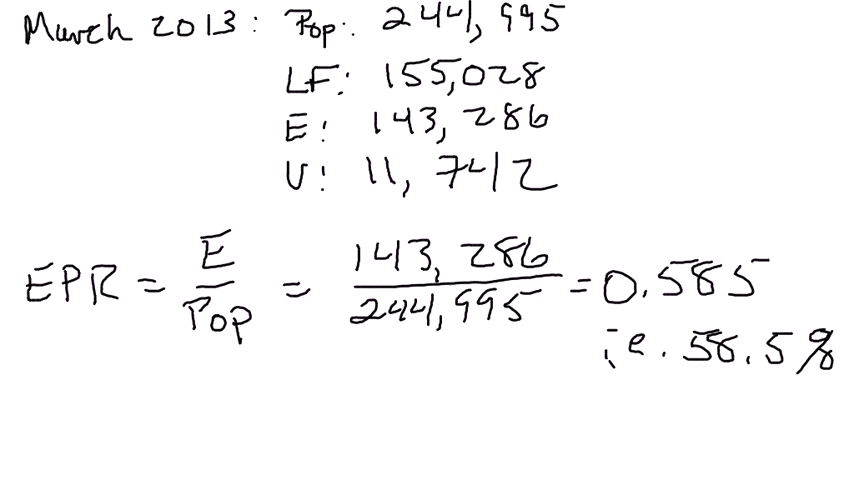 March 2013: Pop: 244,995
LF: 155,028
E: 143,286
U: 11,742
EPR = E/Pop = 143,286/244,995 = 0.585
i.e. 58.5%